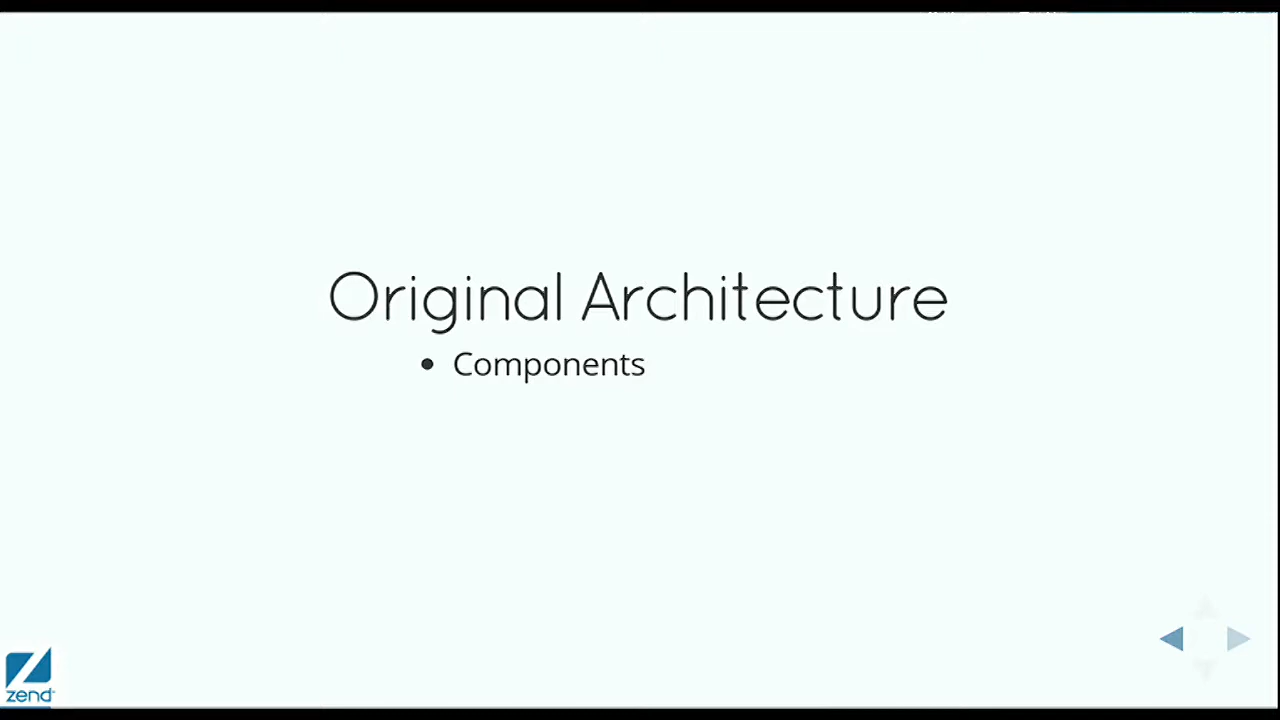 Original Architecture
• Components
zend